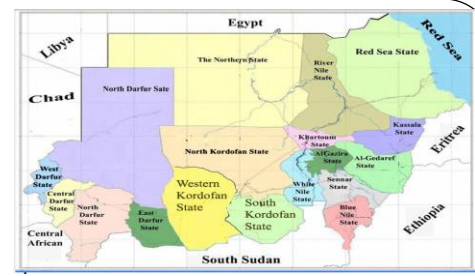 Egypt
Libya
Red Sea
Red Sea State
The Northern State
River
Nile
State
Chad
North Darfur Sate
Kassala
State
Khartoum
State
Eritrea
North Kordofan State
AlGazira
State
Al-Gedaref
State
West
Darfur
State
Western
Kordofan
State
White
Nile
State
Sennar
State
Central
Darfur
State
North
Darfur
State
East
Darfur
State
South
Kordofan
State
Blue
Nile
State
Ethiopia
Central
African
South Sudan